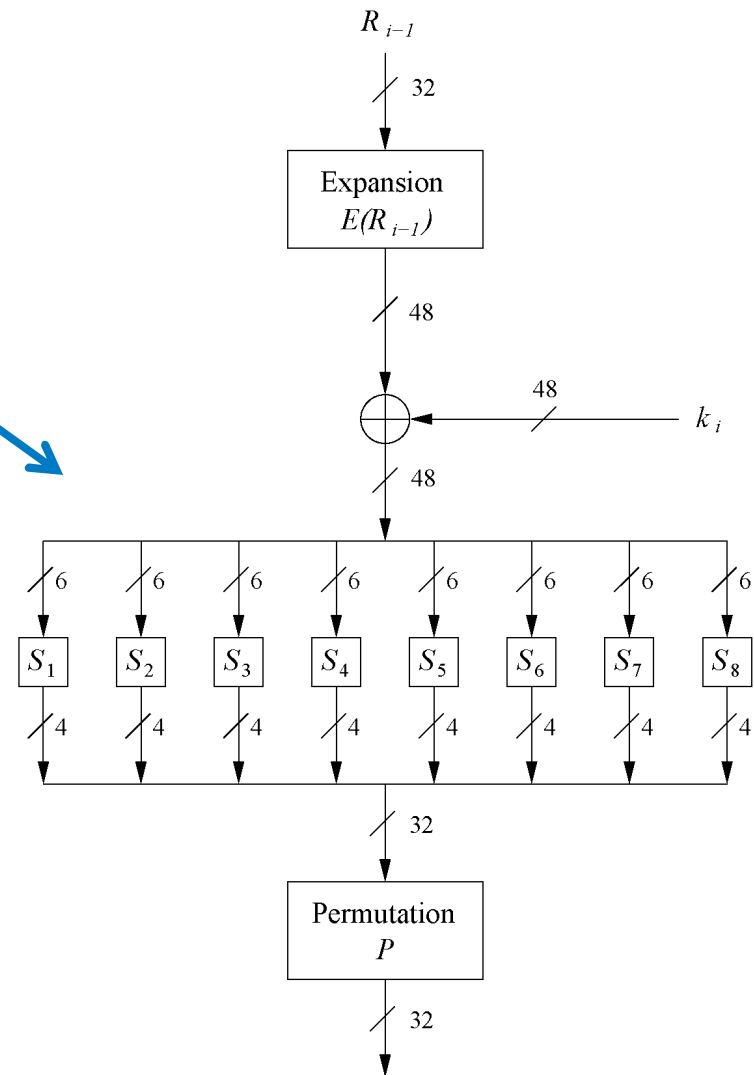 R i−1
32
Expansion
E(R i−1)
48
48
k i
48
6 6 6 6 6 6 6 6
S1 S2 S3 S4 S5 S6 S7 S8
4 4 4 4 4 4 4 4
32
Permutation
P
32